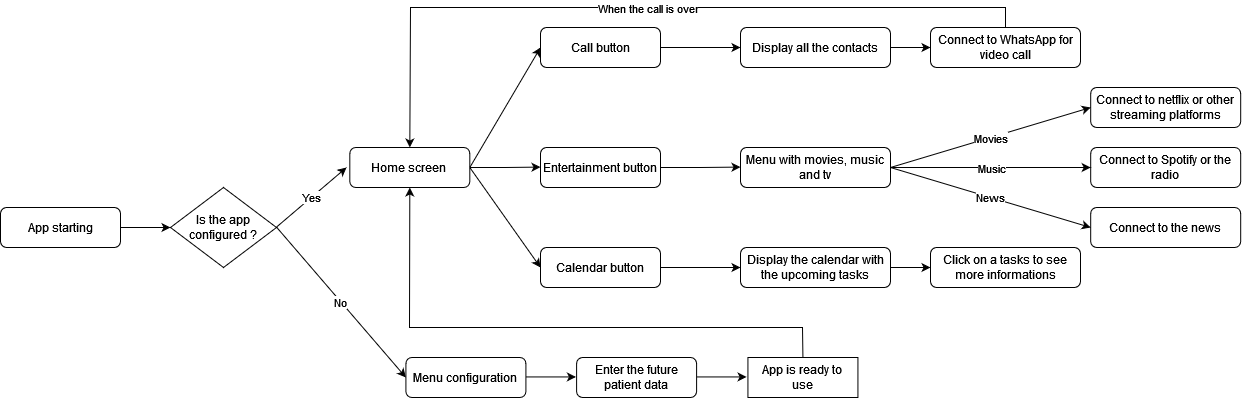 When the call is over
Call button
Display all the contacts
Connect to WhatsApp for
video call
Connect to netflix or other
streaming platforms
Movies
Home screen
Entertainment button
Menu with movies, music
and tv
Music
Connect to Spotify or the
radio
Yes
News
App starting
Is the app
configured ?
Connect to the news
Calendar button
Display the calendar with
the upcoming tasks
Click on a tasks to see
more informations
No
Menu configuration
Enter the future
patient data
App is ready to
use